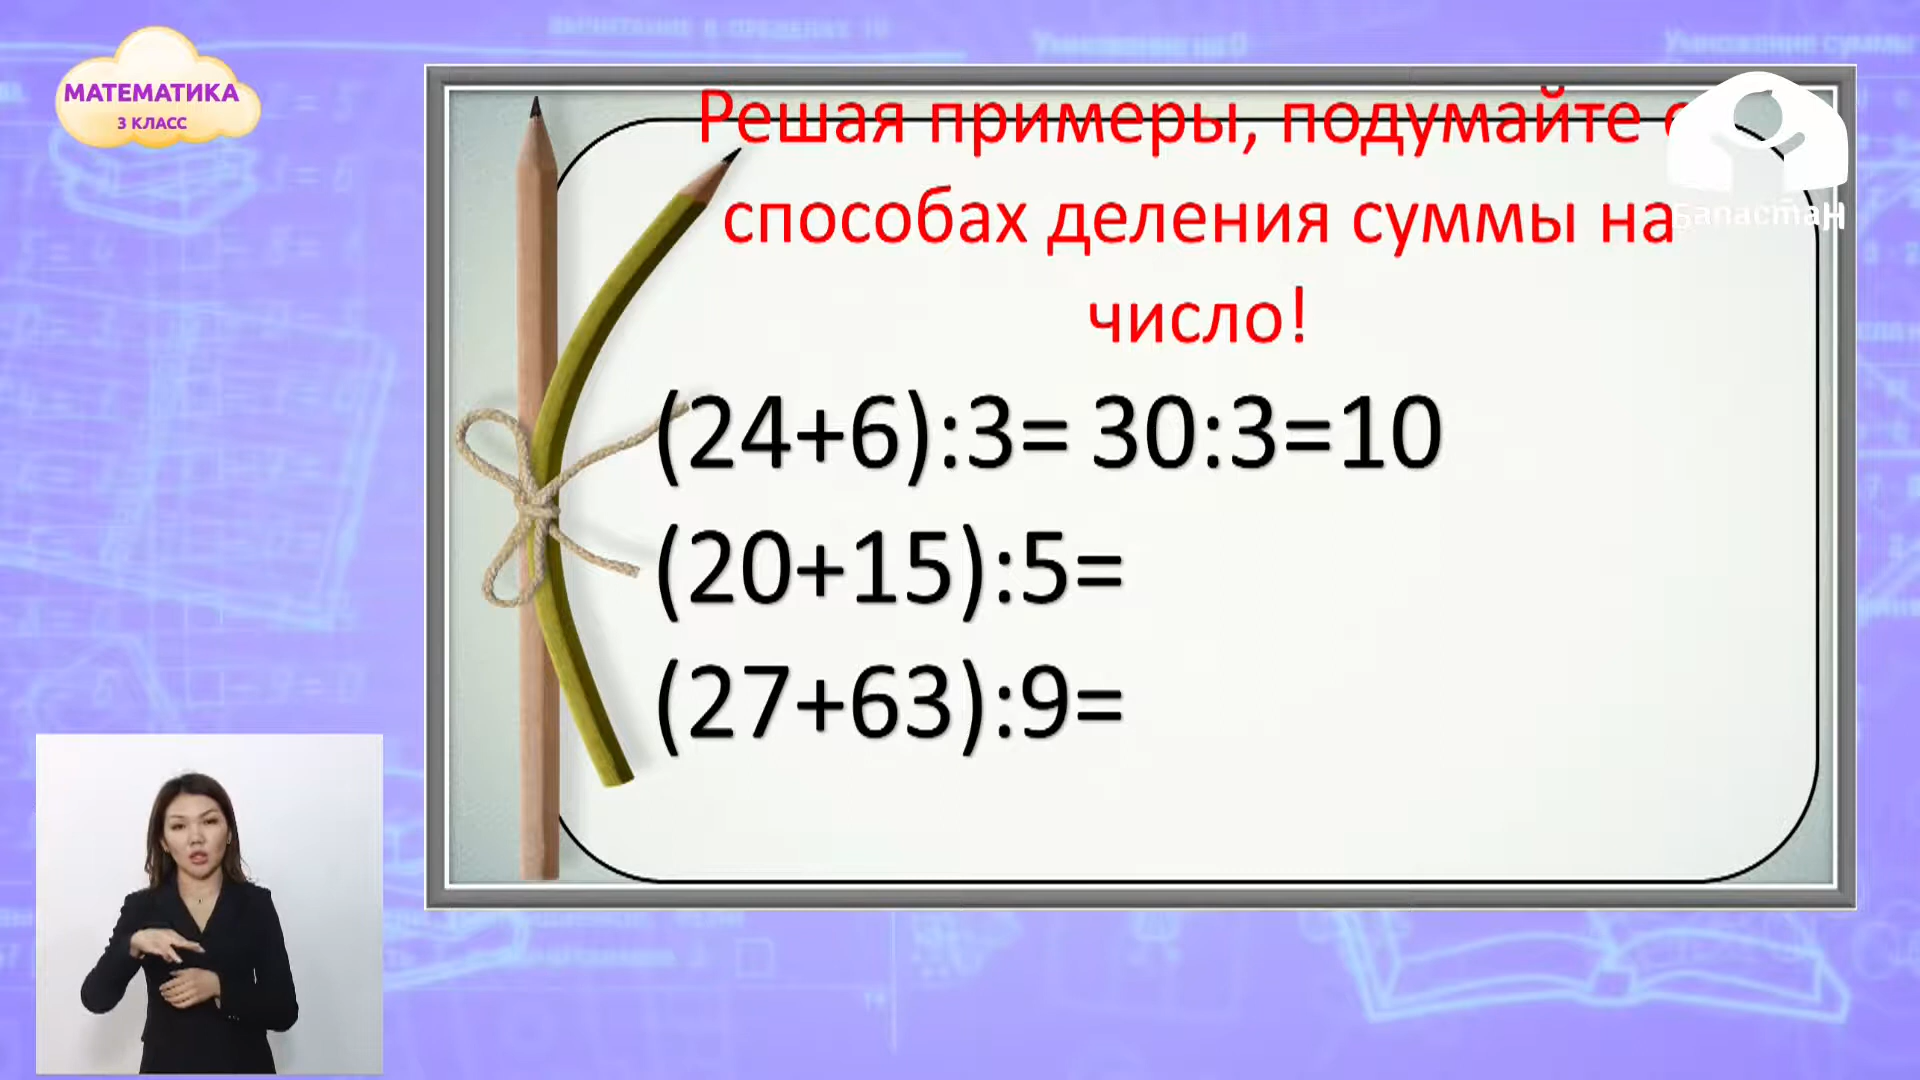 МАТЕМАТИКА
3 КЛАСС
Решая примеры, подумайте о
способах деления суммы на
число!
Баластан
(24+6):3= 30:3=10
(20+15):5=
(27+63):9=